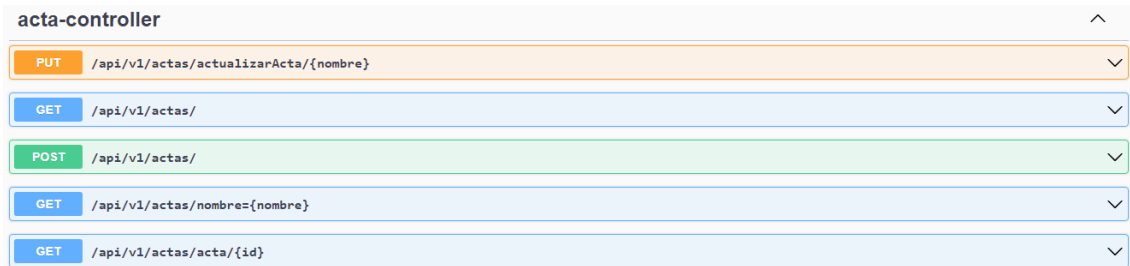 acta-controller
PUT /api/v1/actas/actualizarActa/{nombre}
GET /api/v1/actas/
POST /api/v1/actas/
GET /api/v1/actas/nombre={nombre}
GET /api/v1/actas/acta/{id}